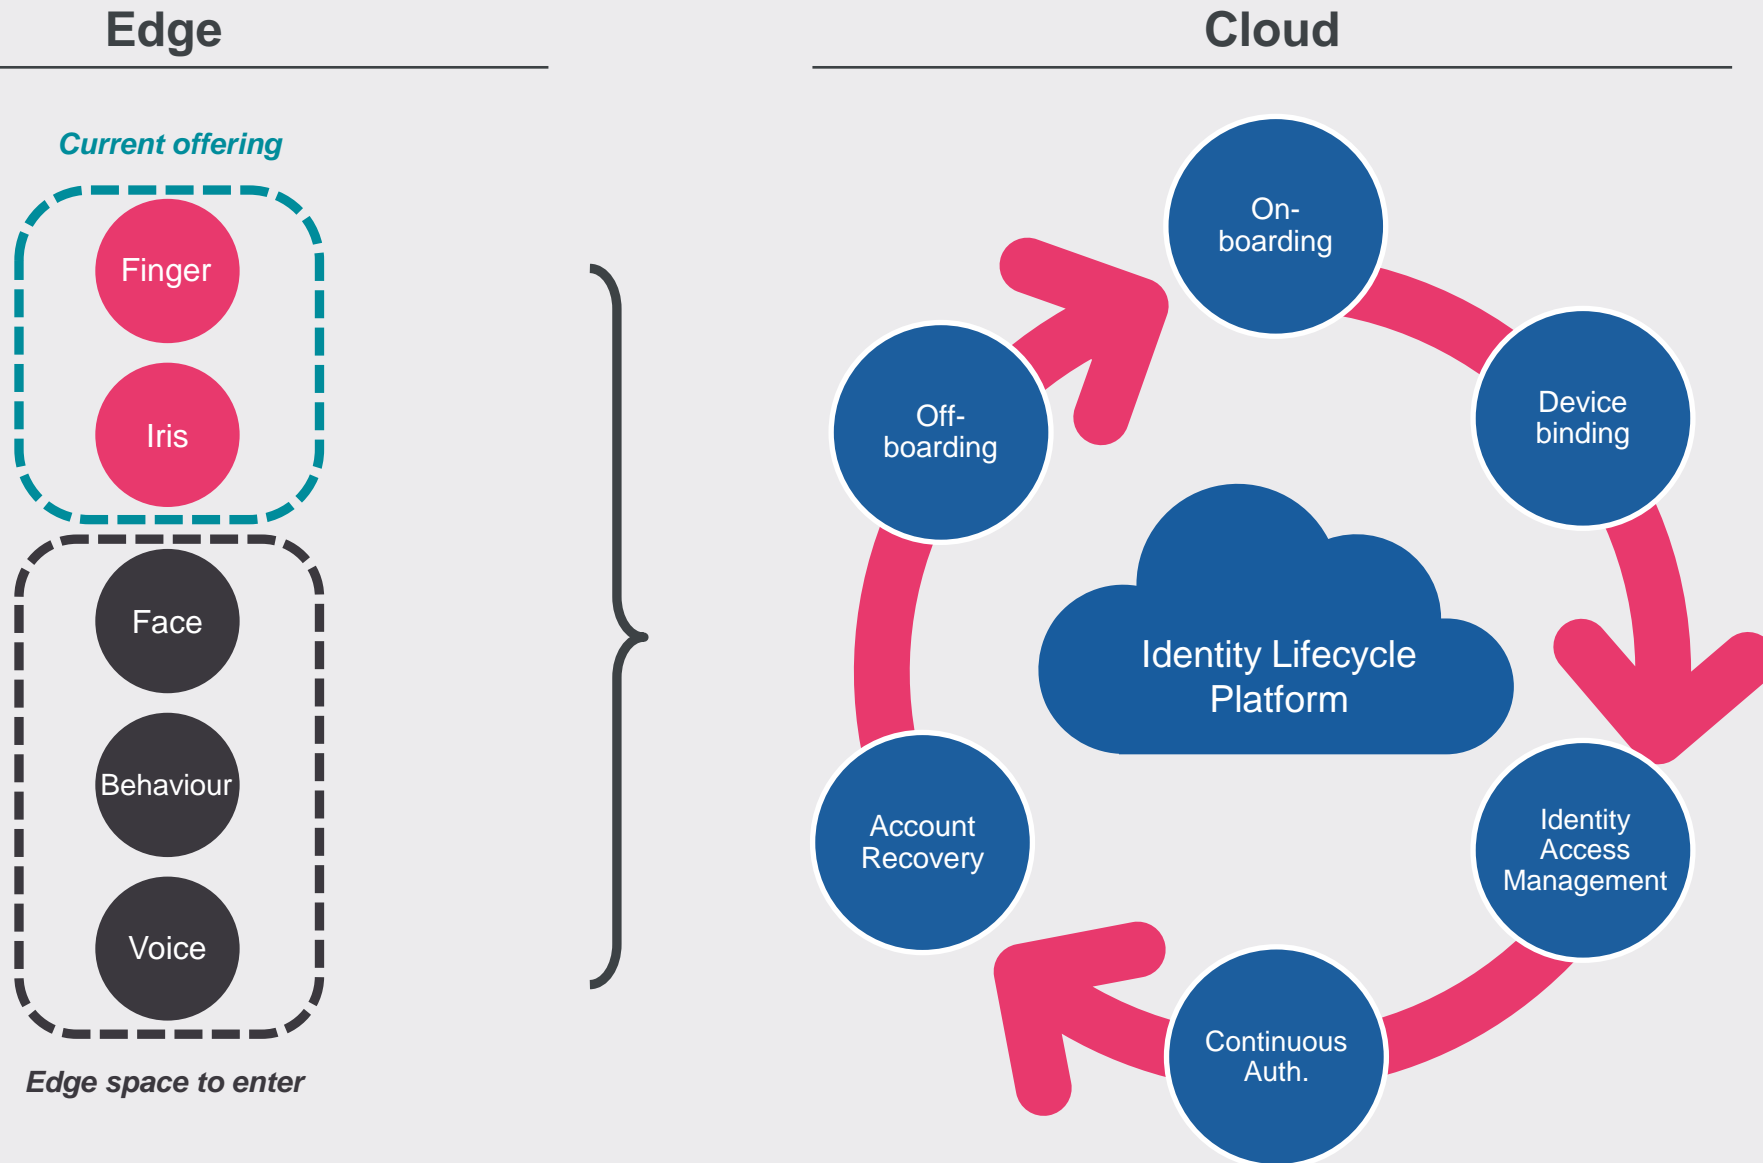 Edge
Current offering
Finger
Iris
Face
Behaviour
Voice
Edge space to enter
Cloud
On-
boarding
Device
binding
Identity
Access
Management
Continuous
Auth.
Account
Recovery
Off-
boarding
Identity Lifecycle
Platform